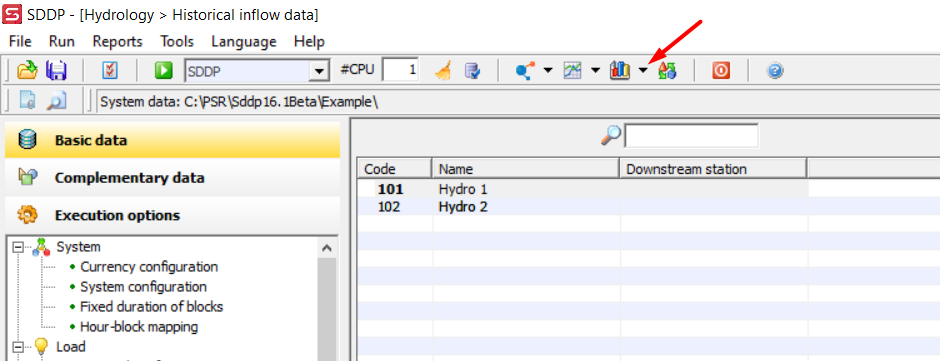 SDDP - [Hydrology > Historical inflow data]
File Run Reports Tools Language Help
SDDP #CPU 1
System data: C:\PSR\Sddp16.1Beta\Example\
Basic data
Complementary data
Execution options
System
Currency configuration
System configuration
Fixed duration of blocks
Hour-block mapping
Load
Code Name Downstream station
101 Hydro 1
102 Hydro 2